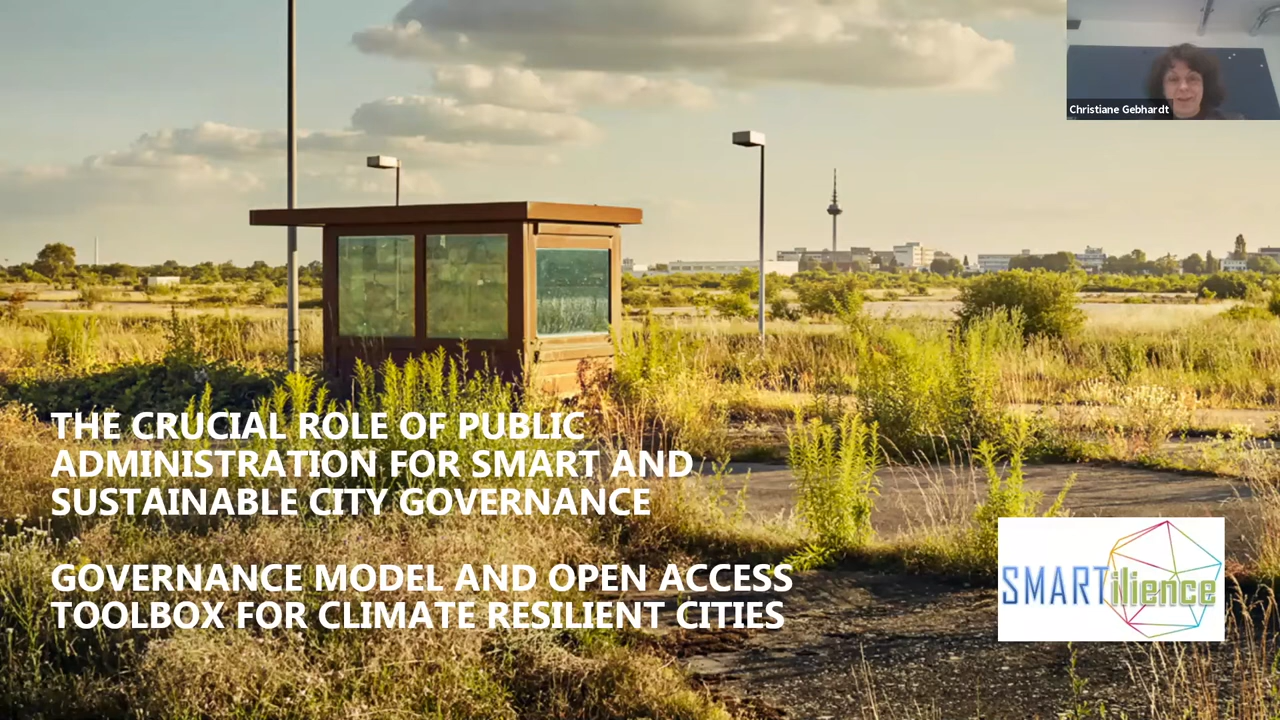 Christiane Gebhardt
THE CRUCIAL ROLE OF PUBLIC
ADMINISTRATION FOR SMART AND
SUSTAINABLE CITY GOVERNANCE
GOVERNANCE MODEL AND OPEN ACCESS
TOOLBOX FOR CLIMATE RESILIENT CITIES
SMARTilience